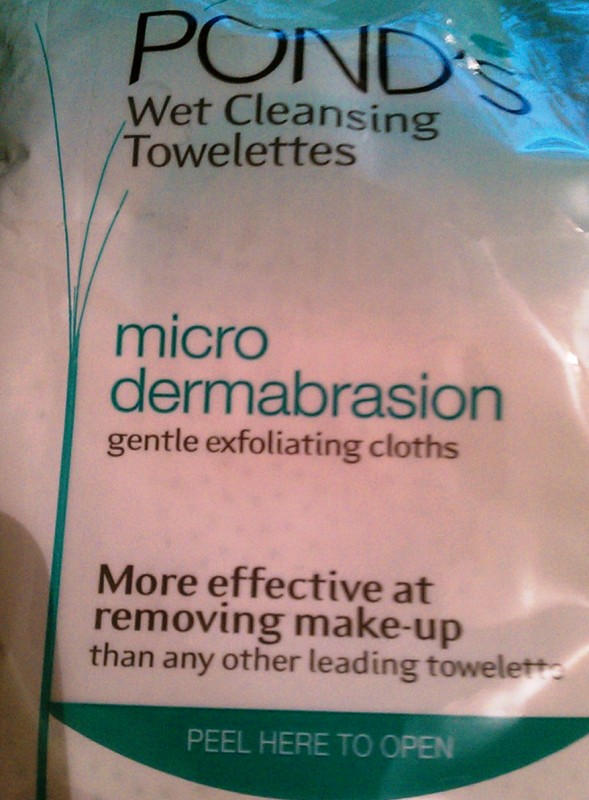 POND'S
Wet Cleansing
Towelettes
micro
dermabrasion
gentle exfoliating cloths
More effective at
removing make-up
than any other leading towelette
PEEL HERE TO OPEN